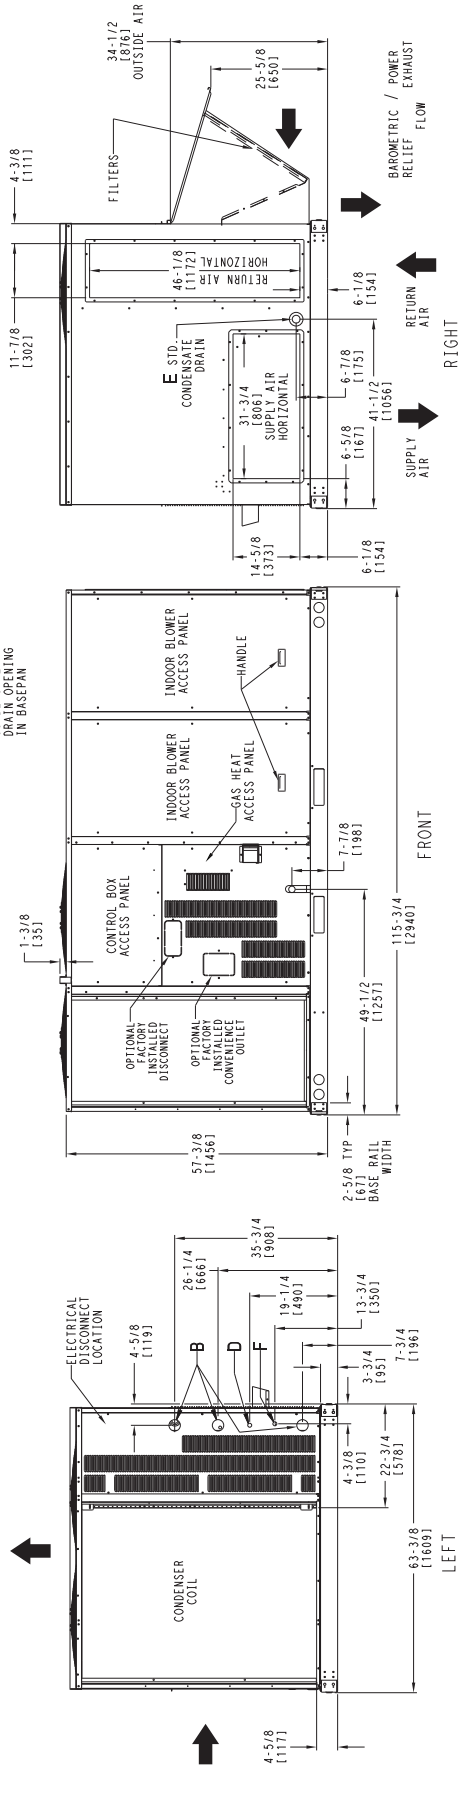 34-1/2
[876]
OUTSIDE AIR
25-5/8
[650]
BAROMETRIC / POWER
RELIEF EXHAUST
FLOW
4-3/8
[111]
FILTERS
11-7/8
[302]
46-1/8
[1172]
RETURN AIR
HORIZONTAL
6-1/8
[154]
RETURN
AIR
E STD.
CONDENSATE
DRAIN
31-3/4
[806]
SUPPLY AIR
HORIZONTAL
6-7/8
[175]
41-1/2
[1056]
6-5/8
[167]
SUPPLY
AIR
14-5/8
[373]
6-1/8
[154]
RIGHT
DRAIN OPENING
IN BASEPAN
INDOOR BLOWER
ACCESS PANEL
HANDLE
INDOOR BLOWER
ACCESS PANEL
GAS HEAT
ACCESS PANEL
7-7/8
[198]
1-3/8
[35]
CONTROL BOX
ACCESS PANEL
OPTIONAL
FACTORY
INSTALLED
DISCONNECT
OPTIONAL
FACTORY
INSTALLED
CONVENIENCE
OUTLET
49-1/2
[1257]
115-3/4
[2940]
57-3/8
[1456]
2-5/8 TYP
[67]
BASE RAIL
WIDTH
FRONT
ELECTRICAL
DISCONNECT
LOCATION
4-5/8
[119]
26-1/4
[666]
35-3/4
[908]
B
D
F
19-1/4
[490]
13-3/4
[350]
7-3/4
[196]
3-3/4
[95]
4-3/8
[110]
22-3/4
[578]
63-3/8
[1609]
CONDENSER
COIL
4-5/8
[117]
LEFT